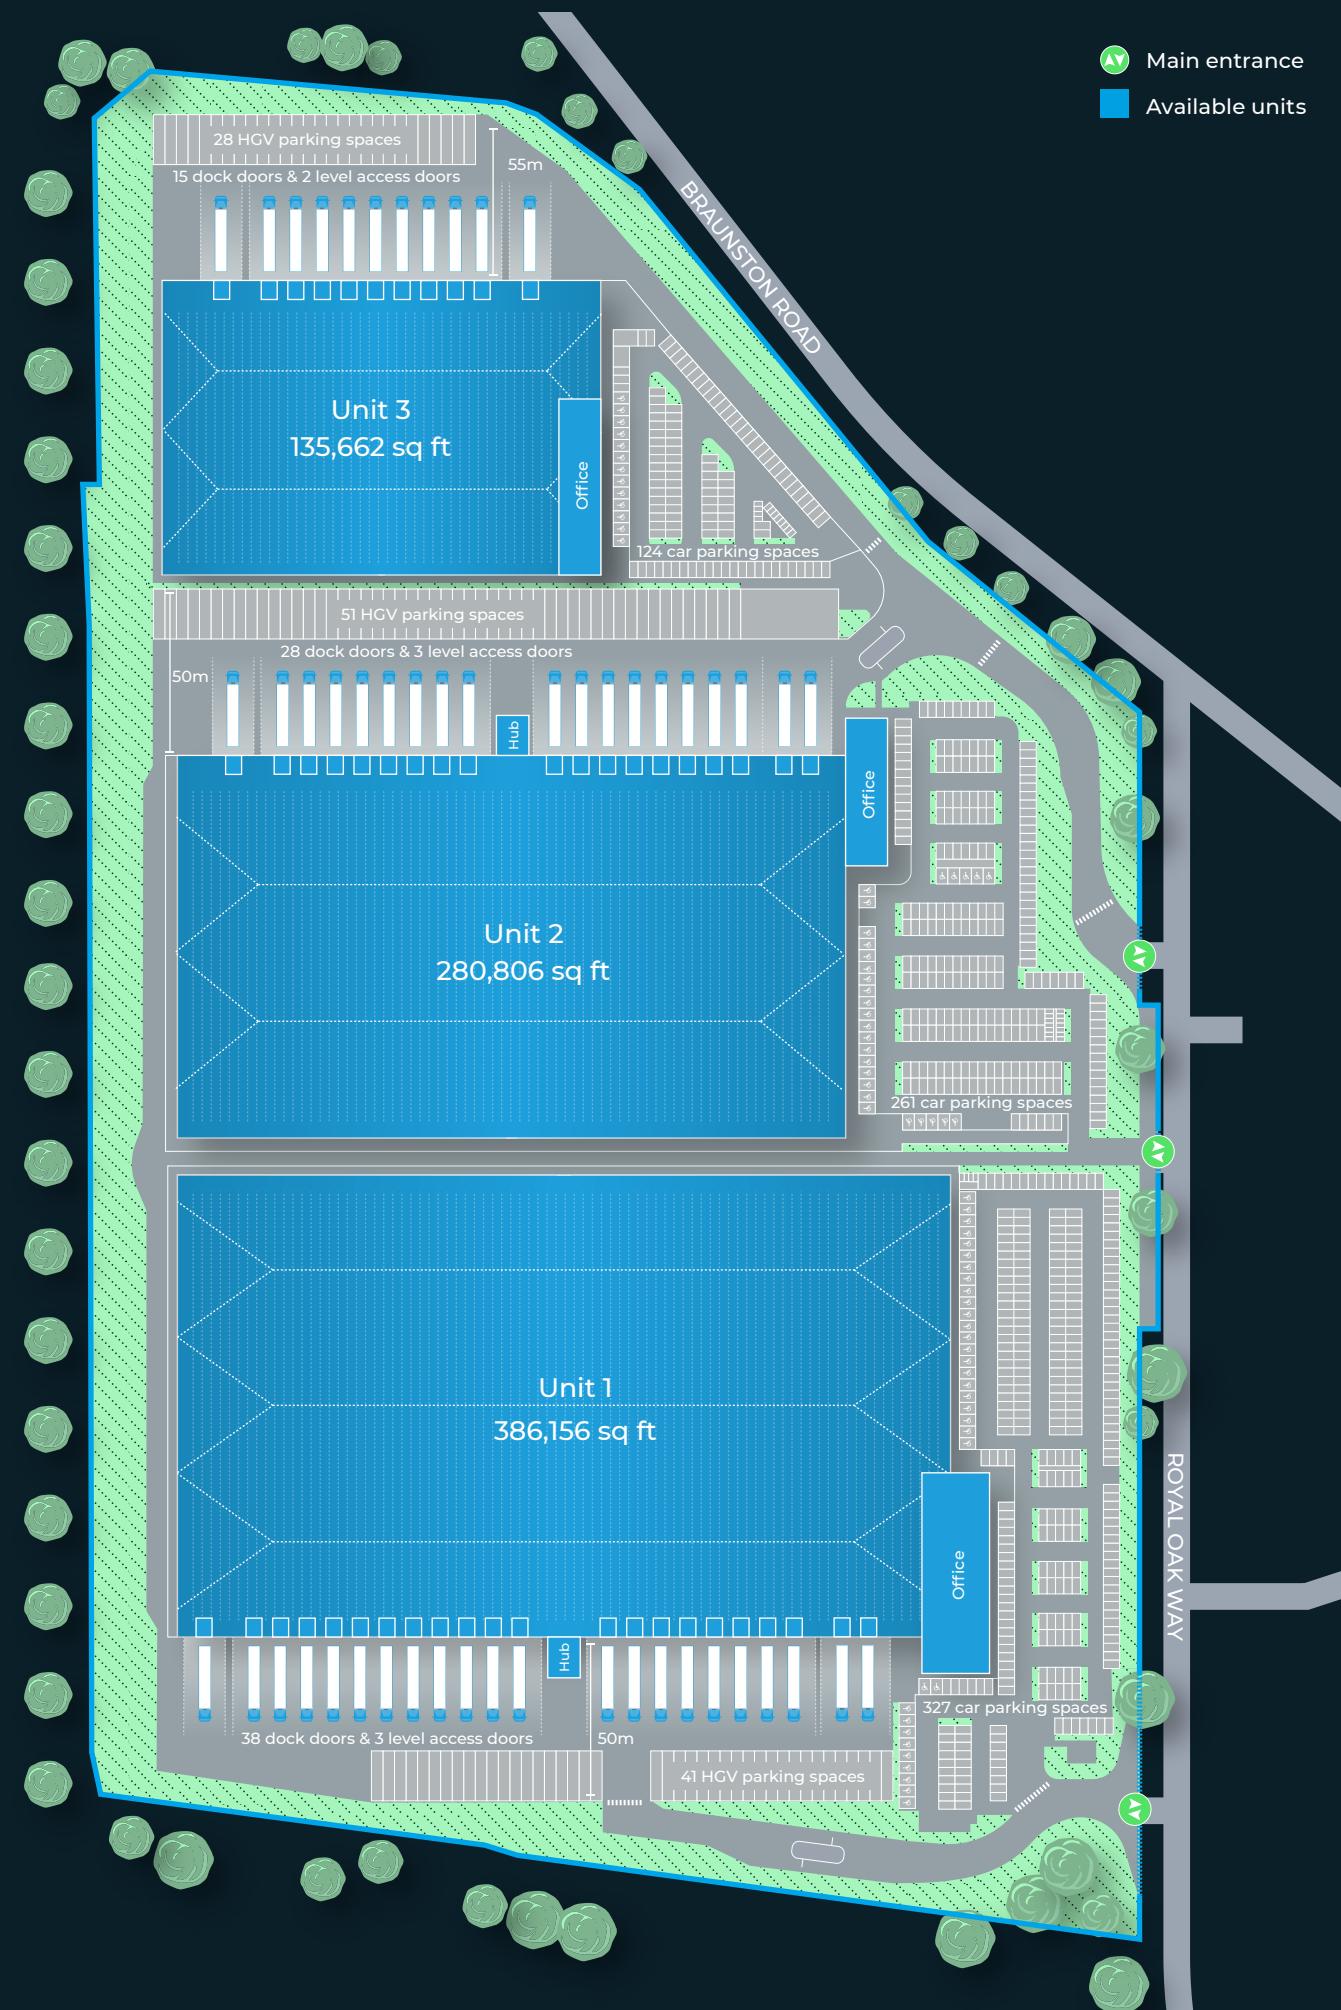 Main entrance
Available units
BRAUNSTON ROAD
28 HGV parking spaces
15 dock doors & 2 level access doors
55m
Unit 3
135,662 sq ft
Office
124 car parking spaces
51 HGV parking spaces
28 dock doors & 3 level access doors
50m
Hub
Office
Unit 2
280,806 sq ft
261 car parking spaces
Unit 1
386,156 sq ft
ROYAL OAK WAY
Office
Hub
327 car parking spaces
38 dock doors & 3 level access doors
50m
41 HGV parking spaces